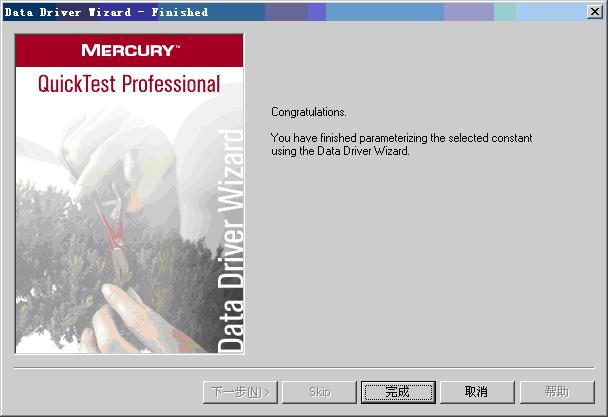 Data Driver Wizard - Finished
MERCURY™
QuickTest Professional
Data Driver Wizard
Congratulations.
You have finished parameterizing the selected constant
using the Data Driver Wizard.
下一步(N) >
Skip
完成
取消
帮助